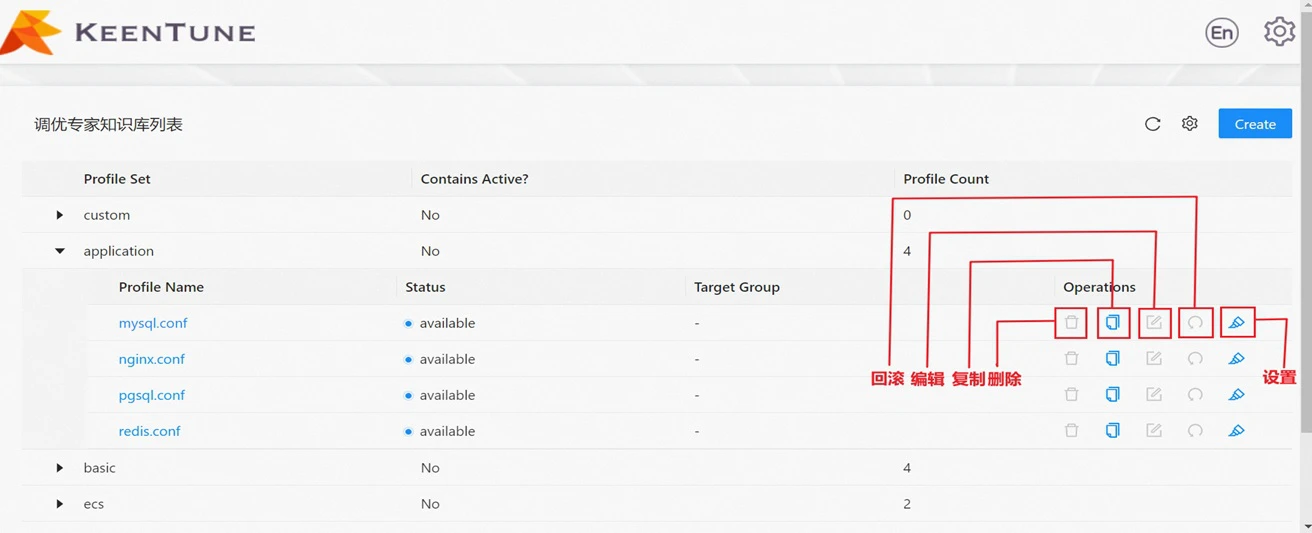 KEENTUNE
En
调优专家知识库列表
Create
Profile Set Contains Active? Profile Count
custom No 0
application No 4
Profile Name Status Target Group Operations
mysql.conf available -
nginx.conf available -
回滚 编辑 复制 删除 设置
pgsql.conf available -
redis.conf available -
basic No 4
ecs No 2